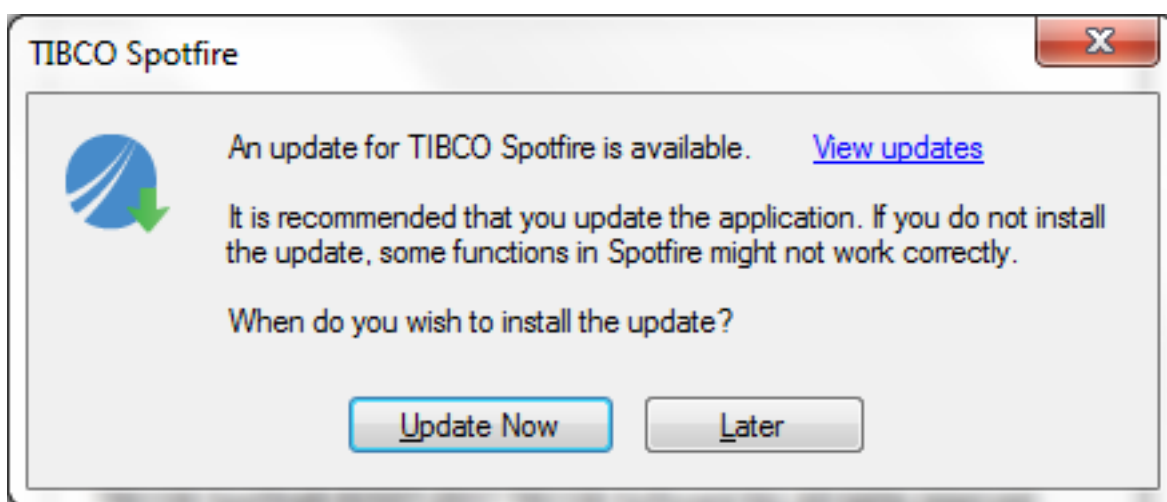 TIBCO Spotfire
An update for TIBCO Spotfire is available. View updates
It is recommended that you update the application. If you do not install
the update, some functions in Spotfire might not work correctly.
When do you wish to install the update?
Update Now Later